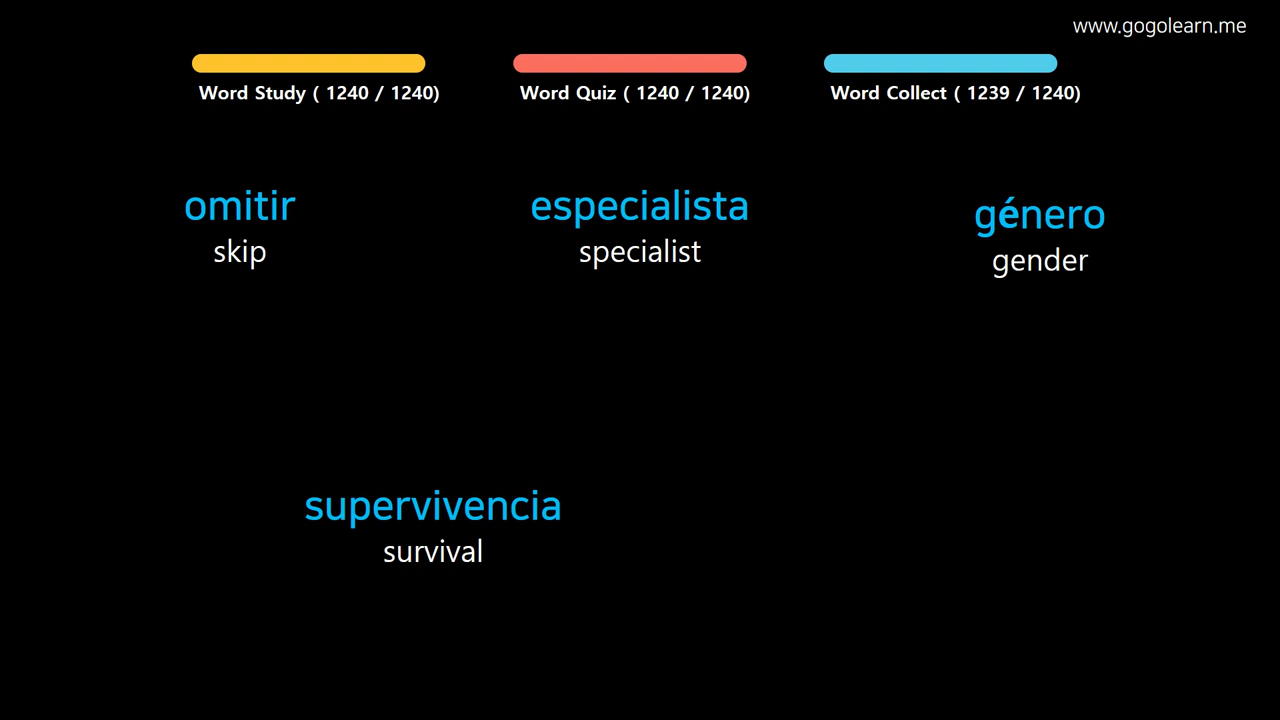 www.gogolearn.me
Word Study ( 1240 / 1240)
Word Quiz ( 1240 / 1240)
Word Collect ( 1239 / 1240)
omitir
skip
especialista
specialist
género
gender
supervivencia
survival